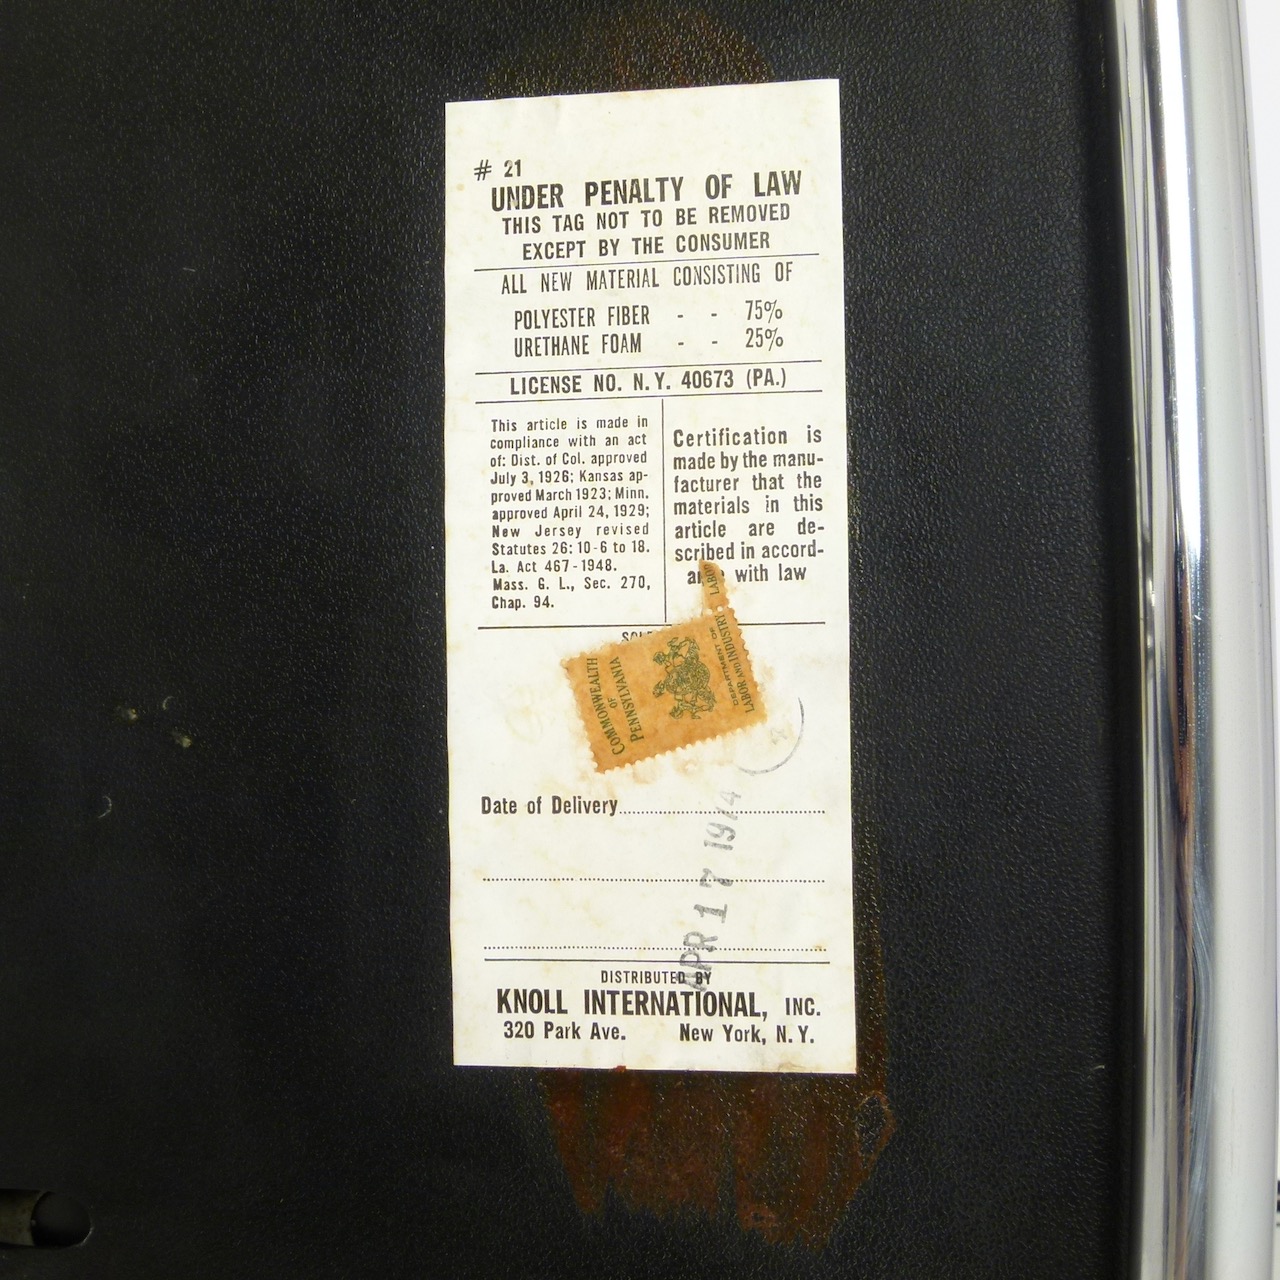 # 21
UNDER PENALTY OF LAW
THIS TAG NOT TO BE REMOVED
EXCEPT BY THE CONSUMER
ALL NEW MATERIAL CONSISTING OF
POLYESTER FIBER - - 75%
URETHANE FOAM - - 25%
LICENSE NO. N.Y. 40673 (PA.)
This article is made in
compliance with an act
of: Dist. of Col. approved
July 3, 1926; Kansas ap-
proved March 1923; Minn.
approved April 24, 1929;
New Jersey revised
Statutes 26:10-6 to 18.
La. Act 467-1948.
Mass. G. L., Sec. 270,
Chap. 94.
Certification is
made by the manu-
facturer that the
materials in this
article are de-
scribed in accord-
with law
COMMONWEALTH
OF
PENNSYLVANIA
DEPARTMENT OF
LABOR AND INDUSTRY
LABOR
Date of Delivery
APR 17 1974
DISTRIBUTED BY
KNOLL INTERNATIONAL, INC.
320 Park Ave. New York, N.Y.